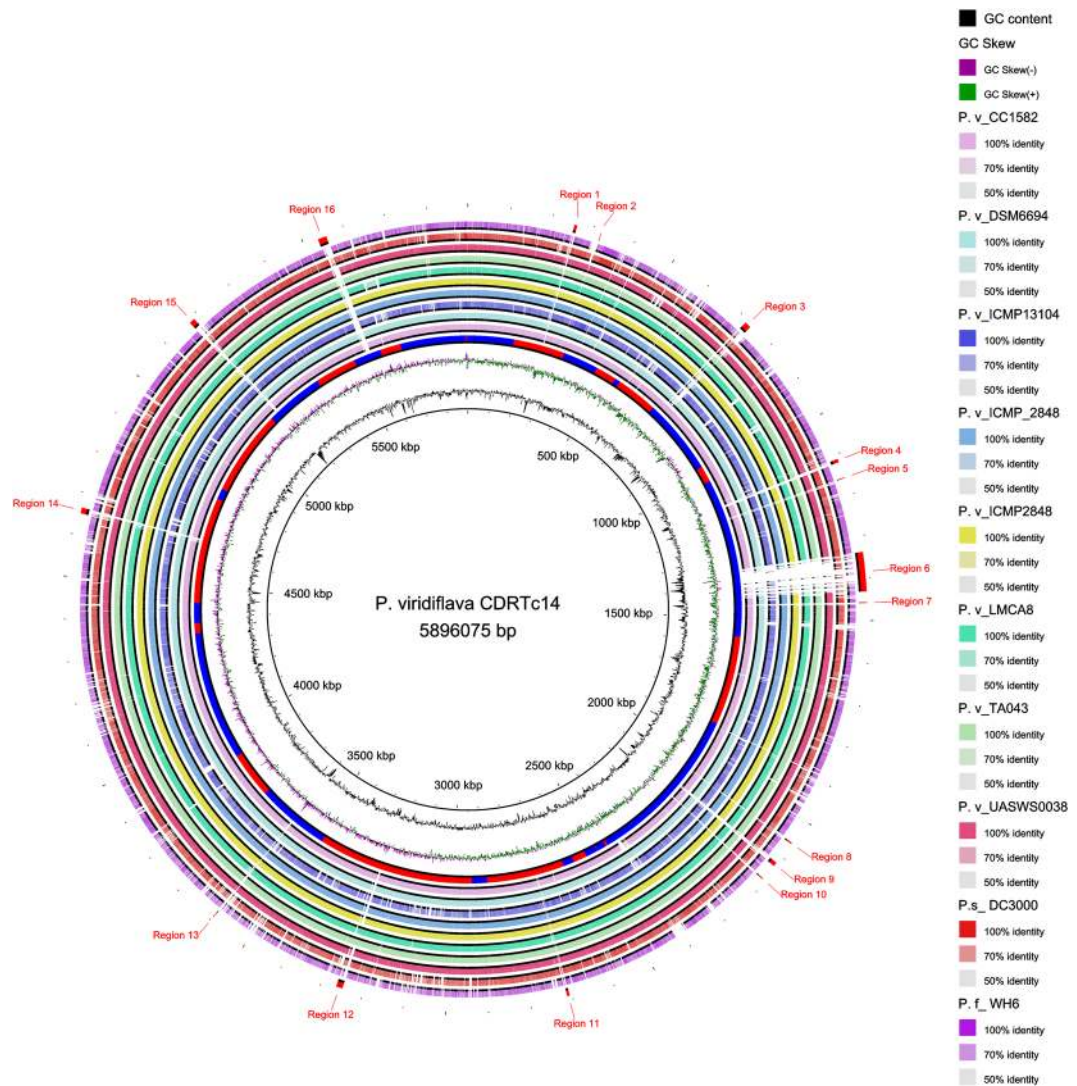 GC content
GC Skew
GC Skew(-)
GC Skew(+)
P. v_CC1582
100% identity
70% identity
50% identity
P. v_DSM6694
100% identity
70% identity
50% identity
P. v_ICMP13104
100% identity
70% identity
50% identity
P. v_ICMP_2848
100% identity
70% identity
50% identity
P. v_ICMP2848
100% identity
70% identity
50% identity
P. v_LMCA8
100% identity
70% identity
50% identity
P. v_TA043
100% identity
70% identity
50% identity
P. v_UASWS0038
100% identity
70% identity
50% identity
P.s_ DC3000
100% identity
70% identity
50% identity
P. f_ WH6
100% identity
70% identity
50% identity
Region 1
Region 2
Region 3
Region 4
Region 5
Region 6
Region 7
Region 8
Region 9
Region 10
Region 11
Region 12
Region 13
Region 14
Region 15
Region 16
500 kbp
1000 kbp
1500 kbp
2000 kbp
2500 kbp
3000 kbp
3500 kbp
4000 kbp
4500 kbp
5000 kbp
5500 kbp
P. viridiflava CDRTc14
5896075 bp